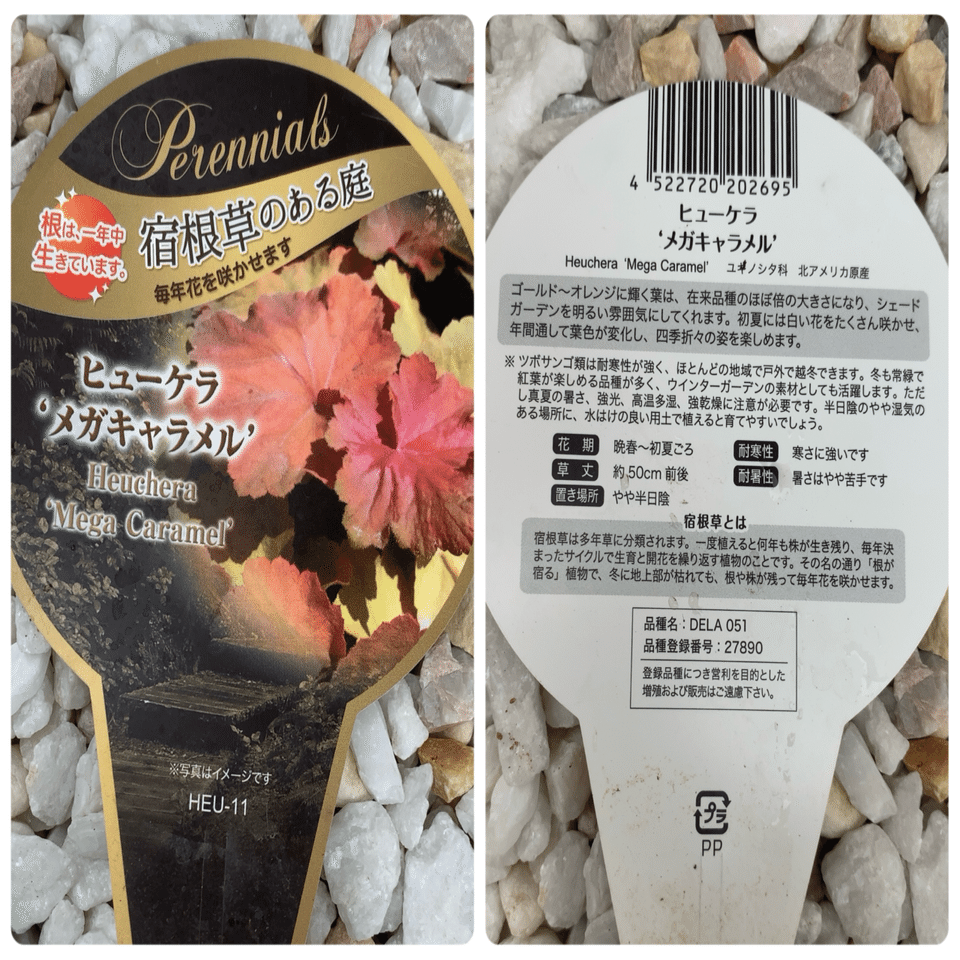 Perennials
宿根草のある庭
毎年花を咲かせます
根は、一年中
生きています。
ヒューケラ
‘メガキャラメル’
Heuchera
‘Mega Caramel’
※写真はイメージです
HEU-11
4 522720 202695
ヒューケラ
‘メガキャラメル’
Heuchera ‘Mega Caramel’ ユキノシタ科 北アメリカ原産
ゴールド〜オレンジに輝く葉は、在来品種のほぼ倍の大きさになり、シェード
ガーデンを明るい雰囲気にしてくれます。初夏には白い花をたくさん咲かせ、
年間通して葉色が変化し、四季折々の姿を楽しめます。
※ ツボサンゴ類は耐寒性が強く、ほとんどの地域で戸外で越冬できます。冬も常緑で
紅葉が楽しめる品種が多く、ウインターガーデンの素材としても活躍します。ただ
し真夏の暑さ、強光、高温多湿、強乾燥に注意が必要です。半日陰のやや湿気の
ある場所に、水はけの良い用土で植えると育てやすいでしょう。
花期 晩春〜初夏ごろ 耐寒性 寒さに強いです
草丈 約50cm前後 耐暑性 暑さはやや苦手です
置き場所 やや半日陰
宿根草とは
宿根草は多年草に分類されます。一度植えると何年も株が生き残り、毎年決
まったサイクルで生育と開花を繰り返す植物のことです。その名の通り「根が
宿る」植物で、冬に地上部が枯れても、根や株が残って毎年花を咲かせます。
品種名：DELA 051
品種登録番号：27890
登録品種につき営利を目的とした
増殖および販売はご遠慮下さい。
プラ
PP